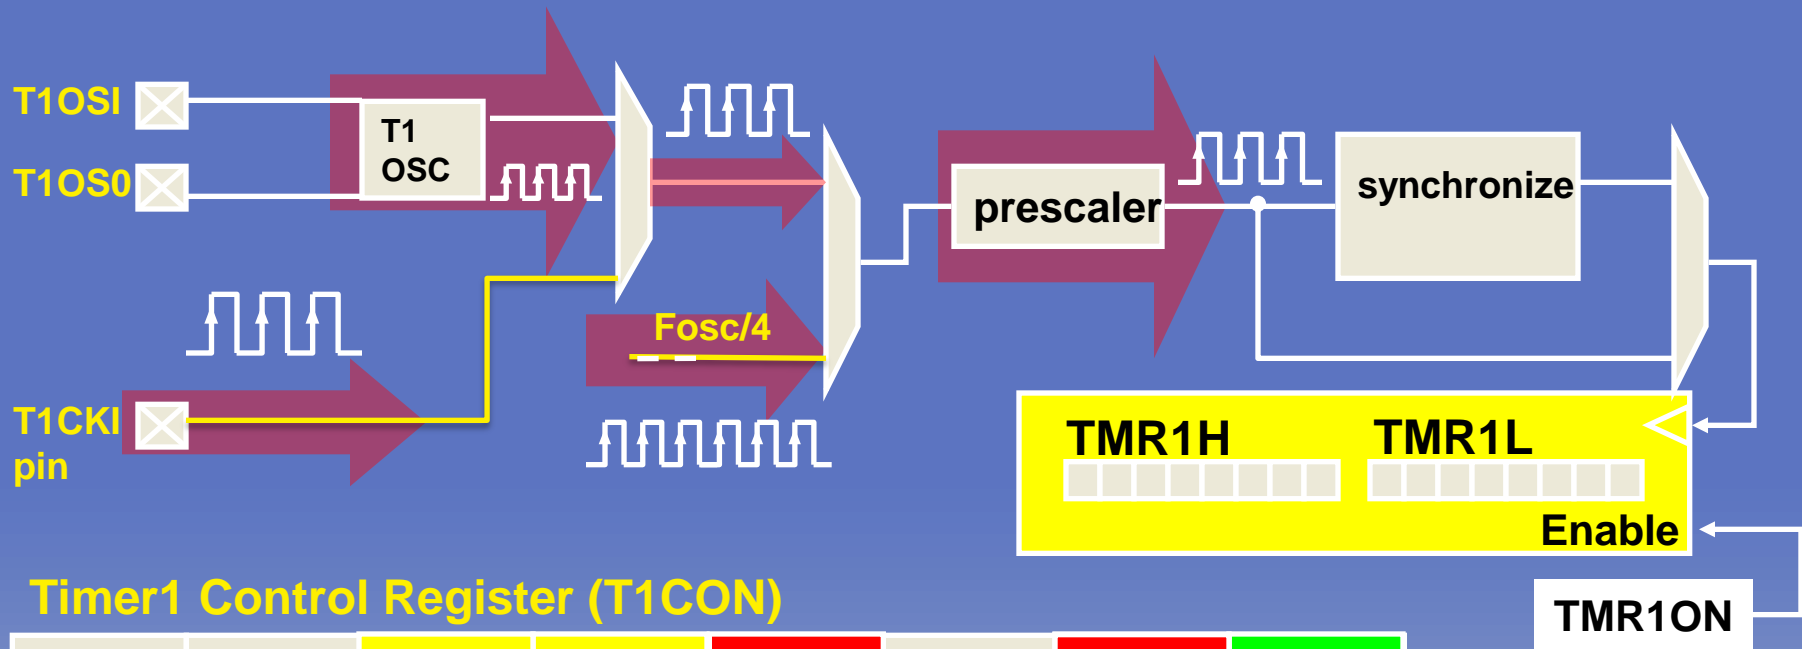 T1OSI
T1
OSC
T1OS0
prescaler
synchronize
Fosc/4
T1CKI
pin
TMR1H
TMR1L
Enable
Timer1 Control Register (T1CON)
TMR1ON